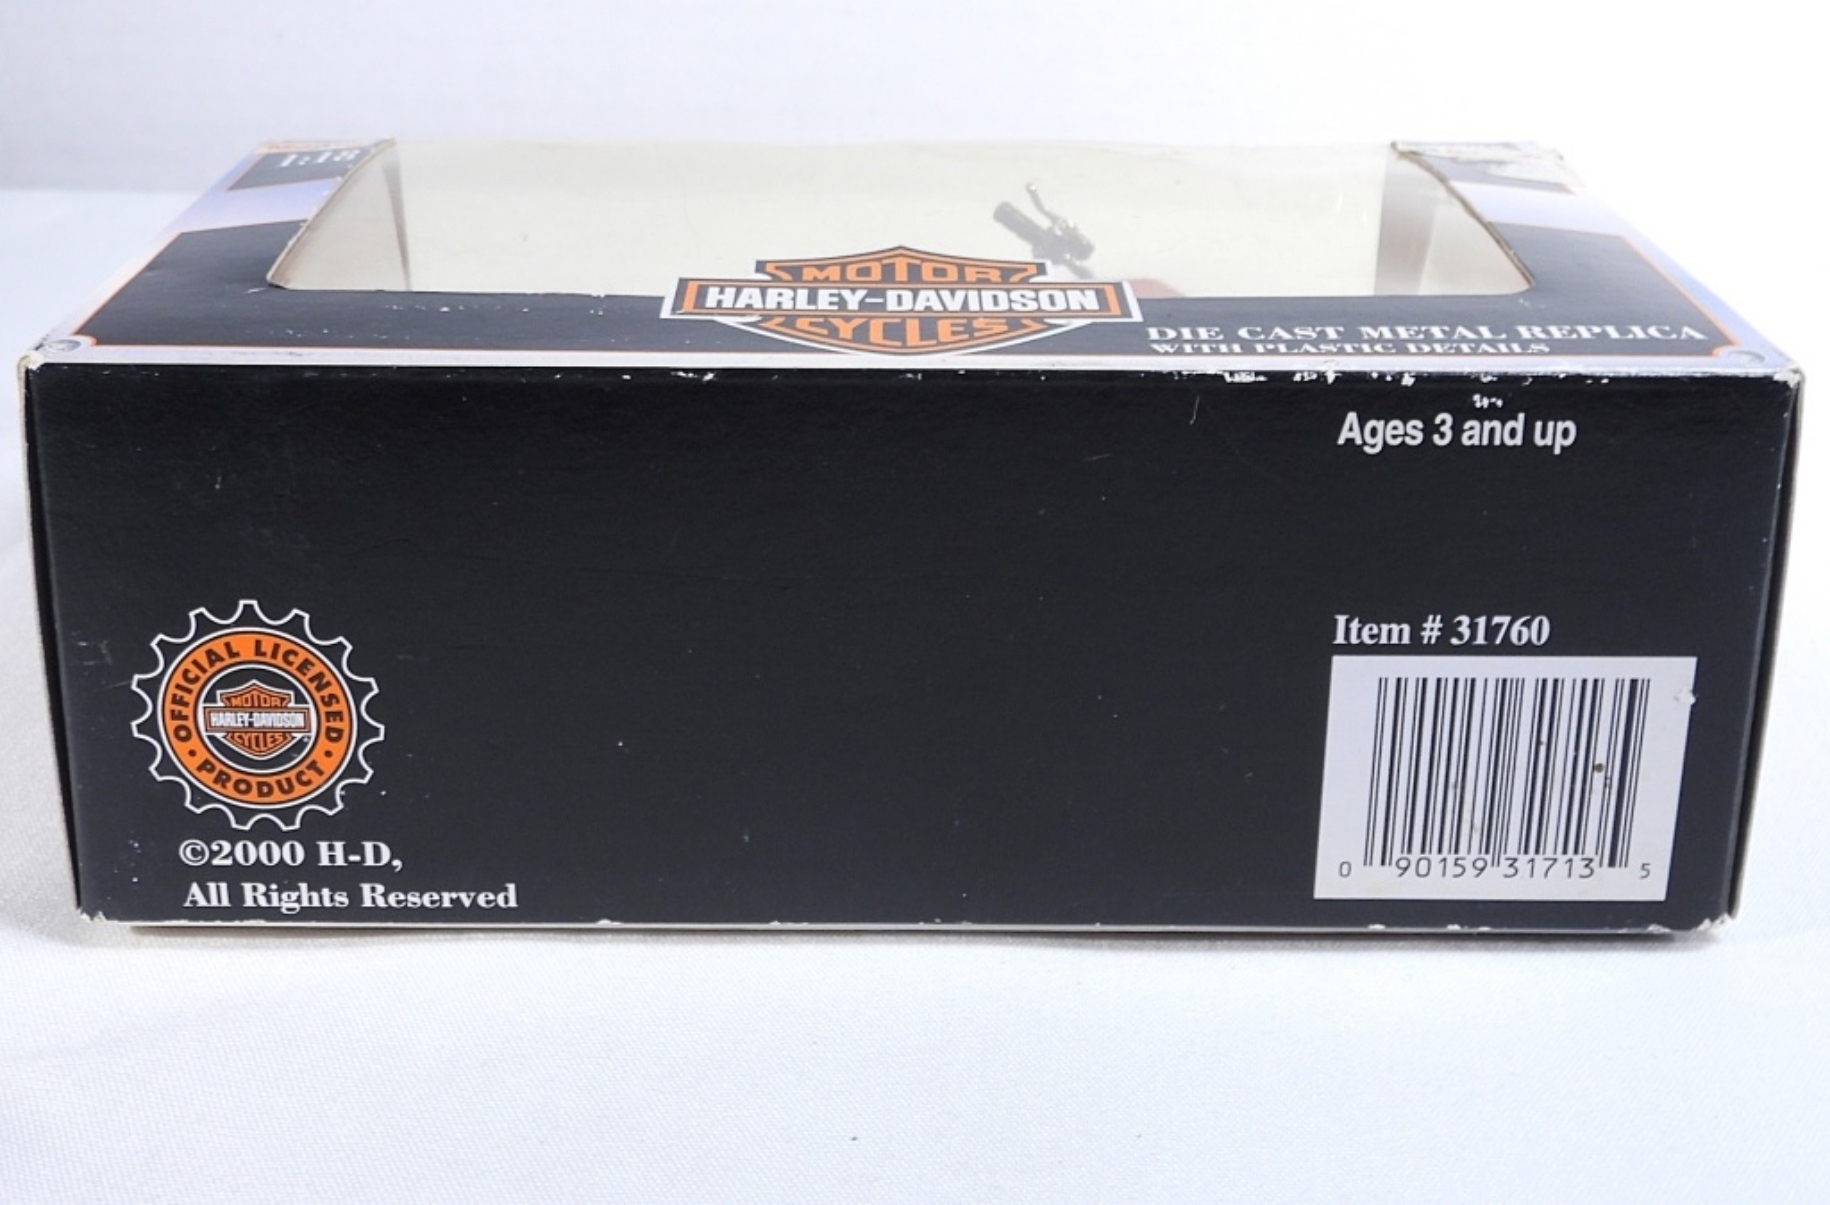 1:18
MOTOR
HARLEY-DAVIDSON
CYCLES
DIE CAST METAL REPLICA
WITH PLASTIC DETAILS
Ages 3 and up
Item # 31760
0 90159 31713 5
OFFICIAL LICENSED
MOTOR
HARLEY-DAVIDSON
CYCLES
• PRODUCT •
©2000 H-D,
All Rights Reserved